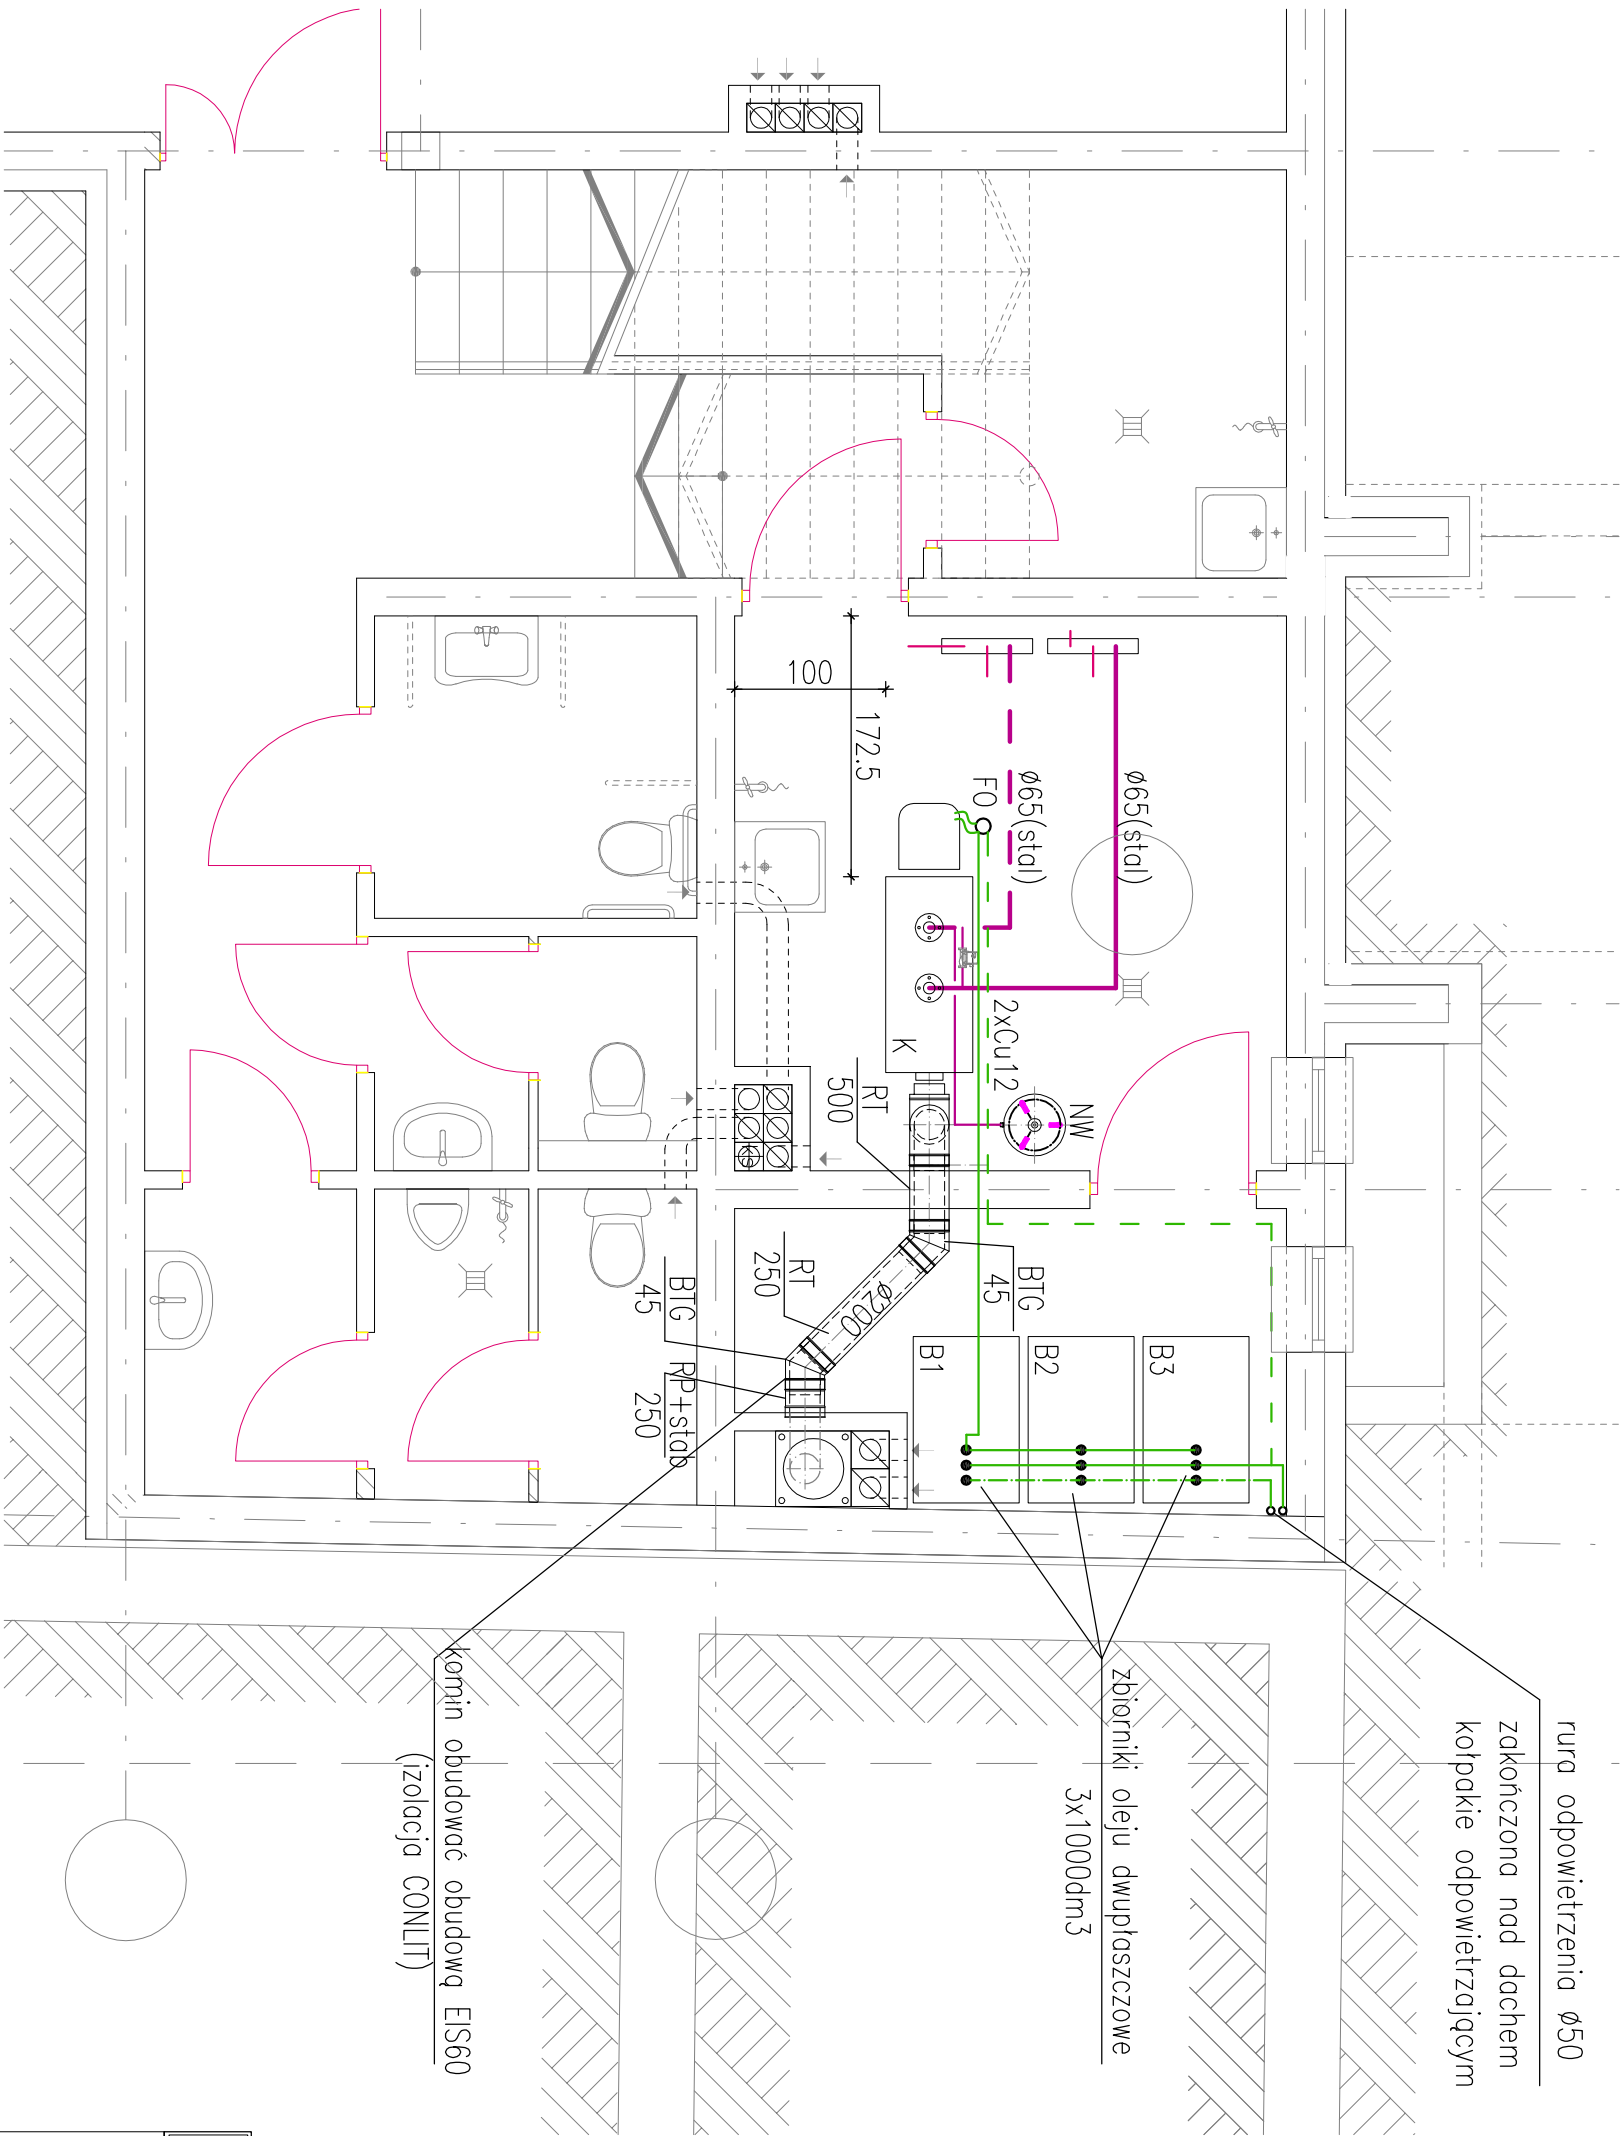 rura odpowietrzenia ø50
zakończona nad dachem
kołpakie odpowietrzającym
zbiorniki oleju dwupłaszczowe
3x1000dm3
komin obudować obudową EIS60
(izolacja CONLIT)
ø65(stal)
ø65(stal)
FO
172.5
100
2xCu12
NW
K
RT
500
BTG
45
RT
250
ø200
BTG
45
RP+stab
250
B3
B2
B1
KS